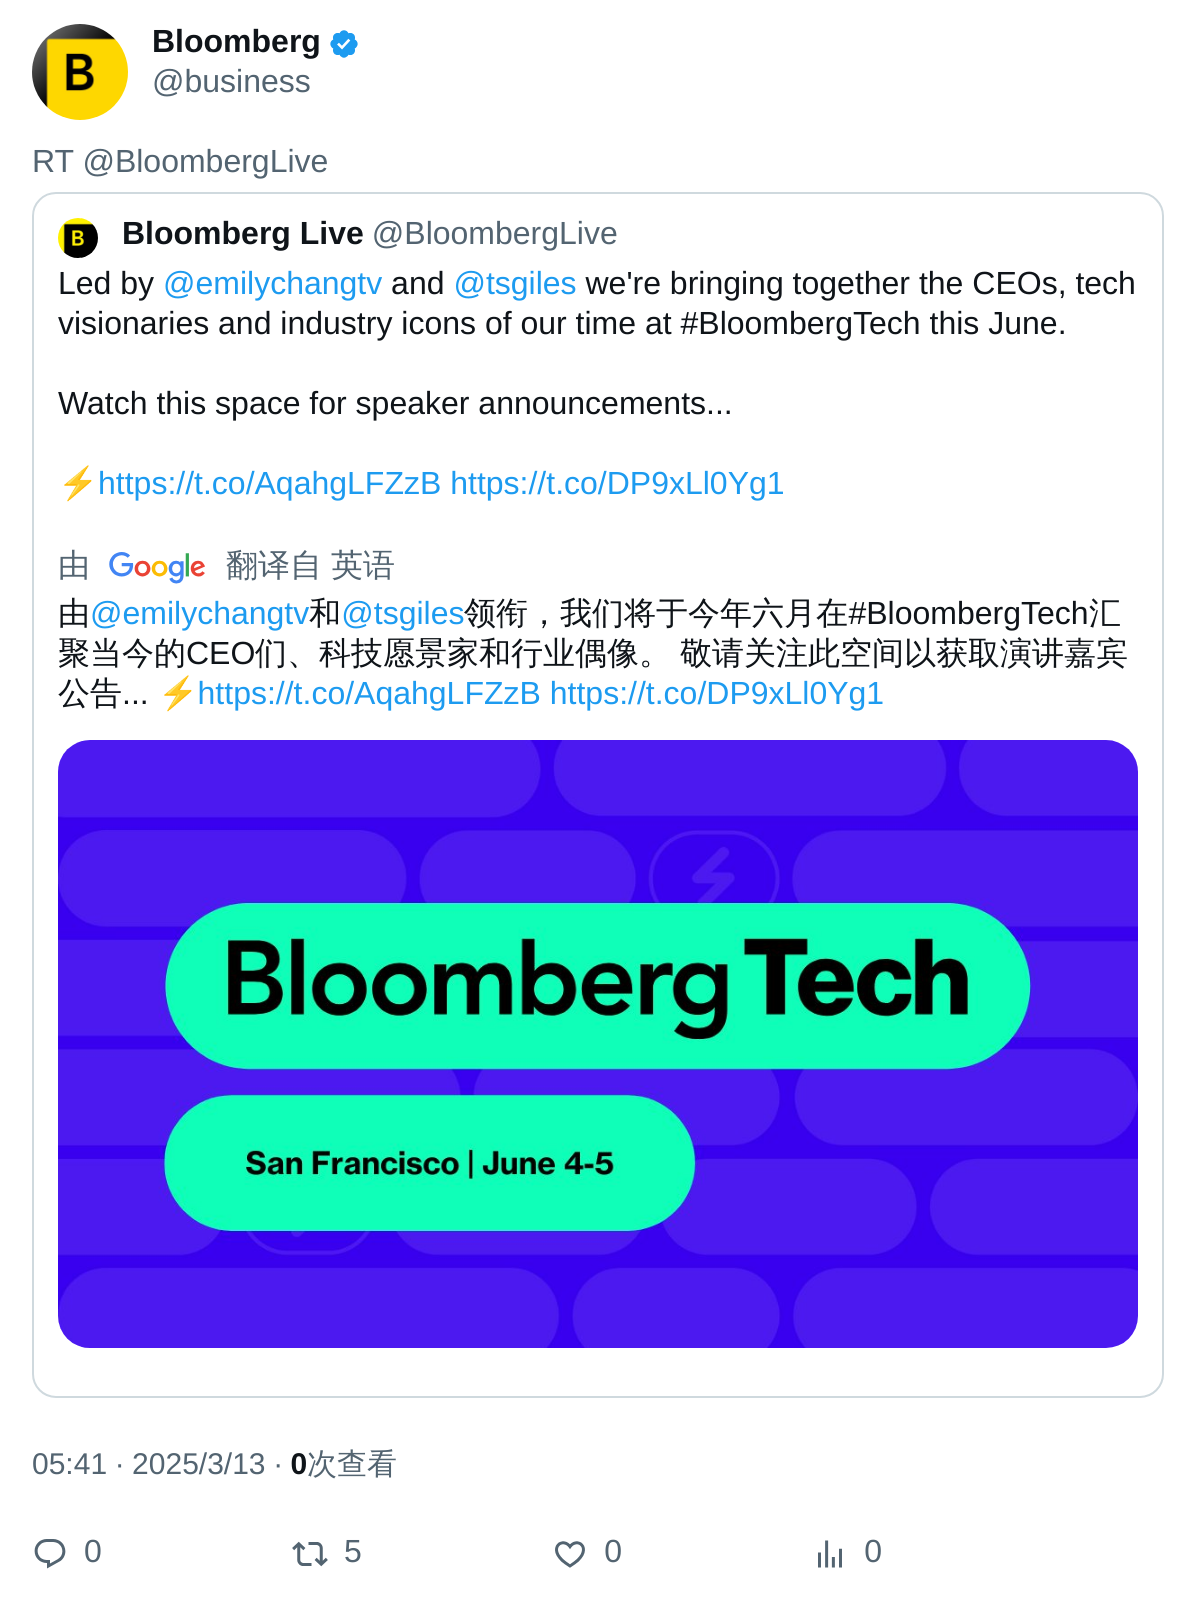 B
Bloomberg
@business
RT @BloombergLive
B
Bloomberg Live @BloombergLive
Led by @emilychangtv and @tsgiles we're bringing together the CEOs, tech
visionaries and industry icons of our time at #BloombergTech this June.
Watch this space for speaker announcements...
⚡https://t.co/AqahgLFZzB https://t.co/DP9xLl0Yg1
由 Google 翻译自 英语
由@emilychangtv和@tsgiles领衔，我们将于今年六月在#BloombergTech汇
聚当今的CEO们、科技愿景家和行业偶像。 敬请关注此空间以获取演讲嘉宾
公告... ⚡https://t.co/AqahgLFZzB https://t.co/DP9xLl0Yg1
Bloomberg Tech
San Francisco | June 4-5
05:41 · 2025/3/13 · 0次查看
0 5 0 0